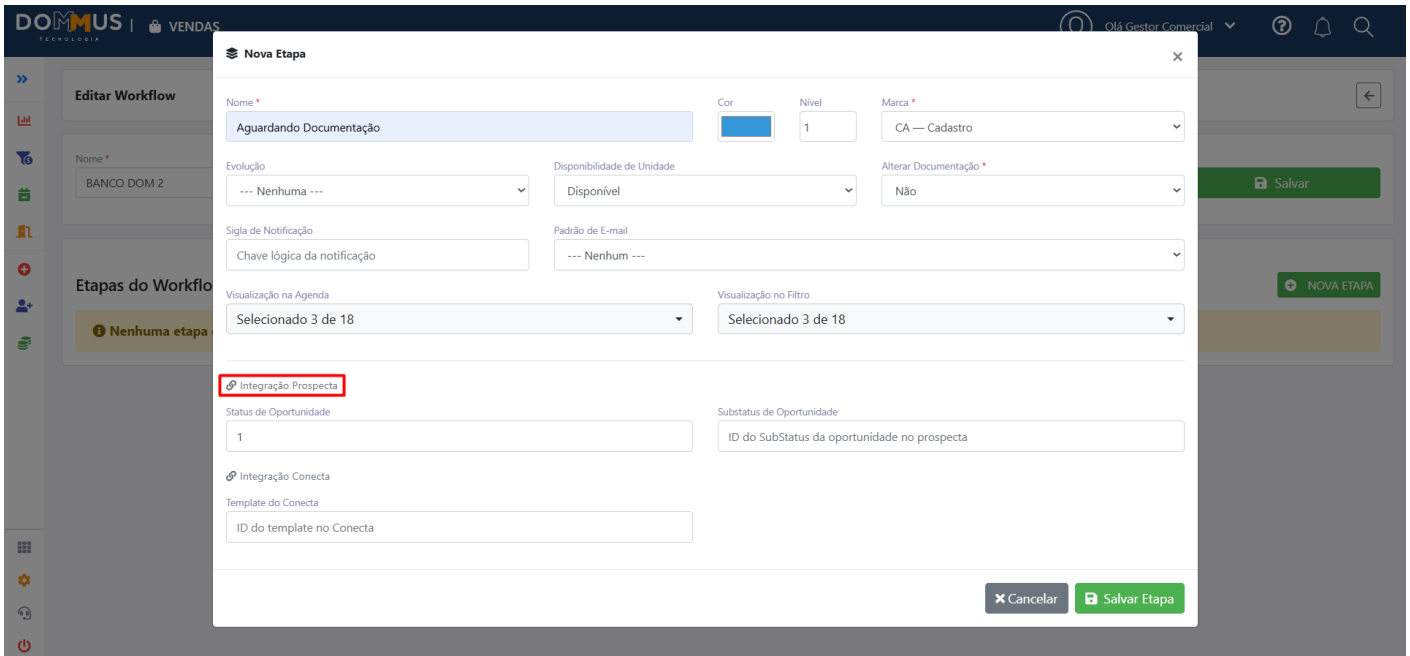 DOMMUS | VENDAS
TECNOLOGIA
Olá Gestor Comercial
Nova Etapa
×
Editar Workflow
Nome *
Cor
Nível
Marca *
Aguardando Documentação
1
CA — Cadastro
Nome *
BANCO DOM 2
Salvar
Evolução
Disponibilidade de Unidade
Alterar Documentação *
--- Nenhuma ---
Disponível
Não
Sigla de Notificação
Padrão de E-mail
Chave lógica da notificação
--- Nenhum ---
Etapas do Workflo
NOVA ETAPA
Visualização na Agenda
Visualização no Filtro
Selecionado 3 de 18
Selecionado 3 de 18
Nenhuma etapa
Integração Prospecta
Status de Oportunidade
Substatus de Oportunidade
1
ID do SubStatus da oportunidade no prospecta
Integração Conecta
Template do Conecta
ID do template no Conecta
Cancelar
Salvar Etapa